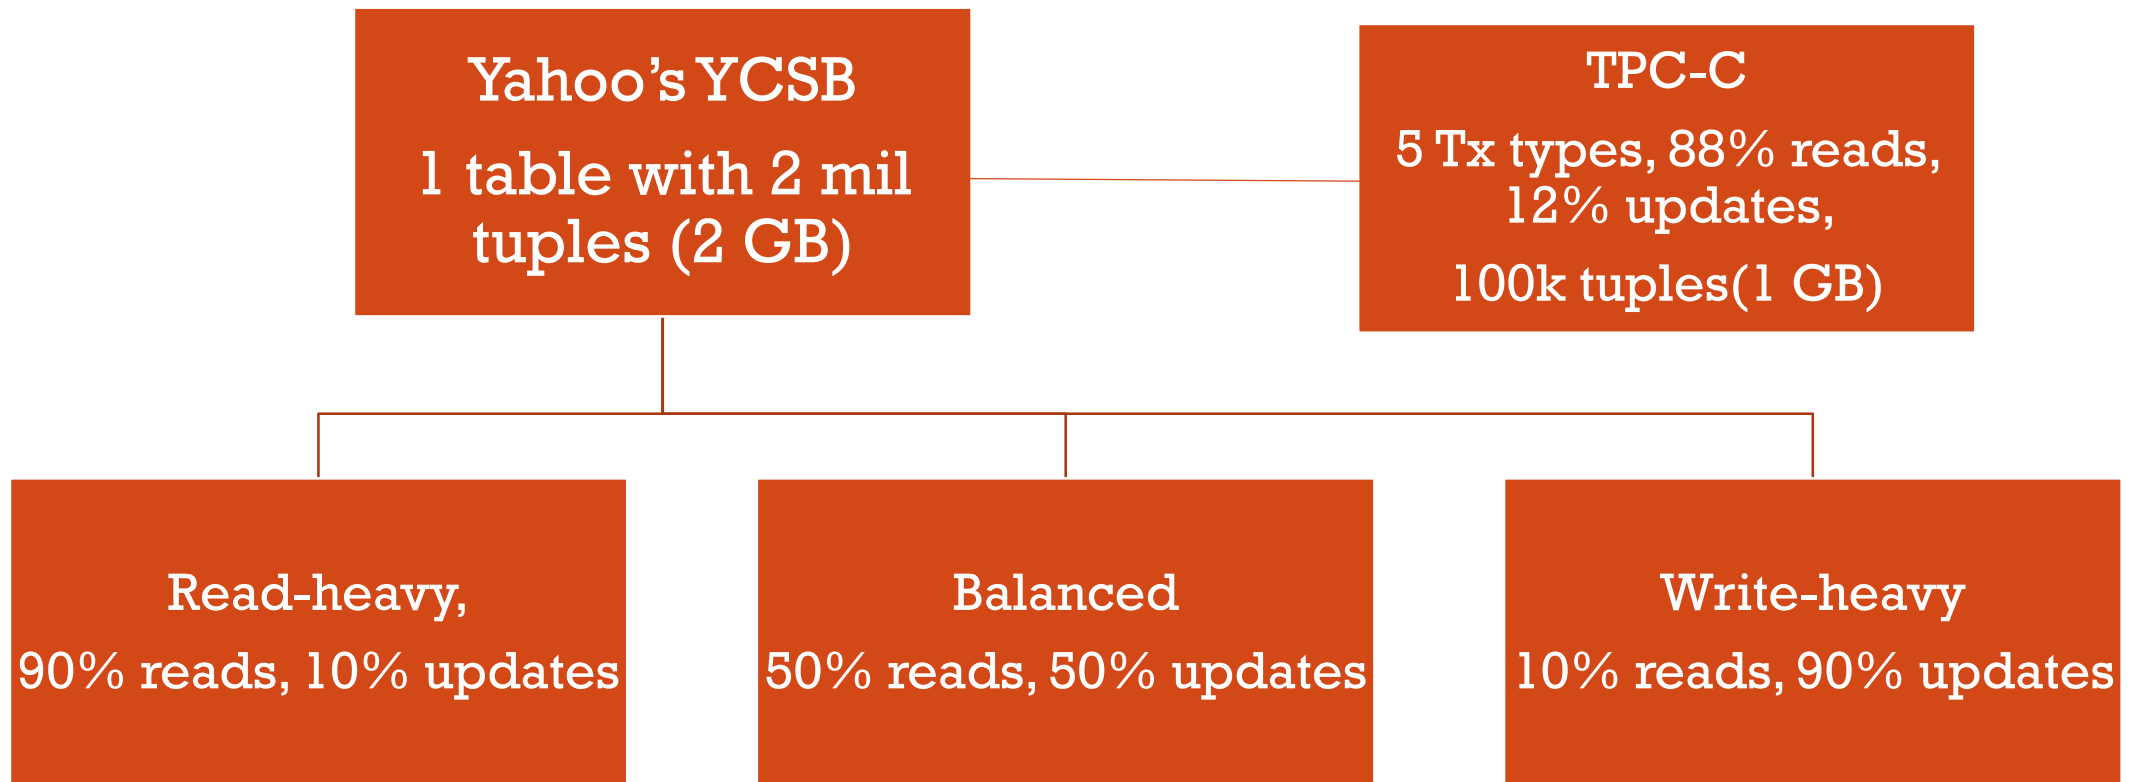 Yahoo’s YCSB
1 table with 2 mil
tuples (2 GB)
TPC-C
5 Tx types, 88% reads,
12% updates,
100k tuples(1 GB)
Read-heavy,
90% reads, 10% updates
Balanced
50% reads, 50% updates
Write-heavy
10% reads, 90% updates